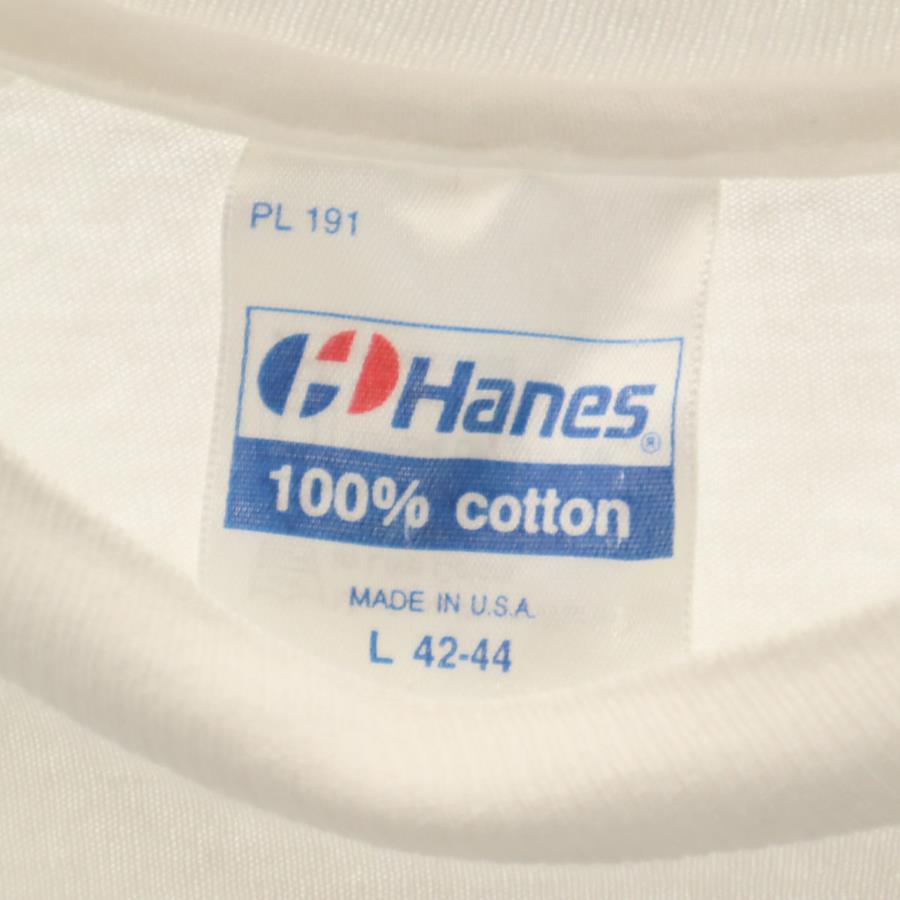 PL 191
Hanes®
100% cotton
MADE IN U.S.A.
L 42-44